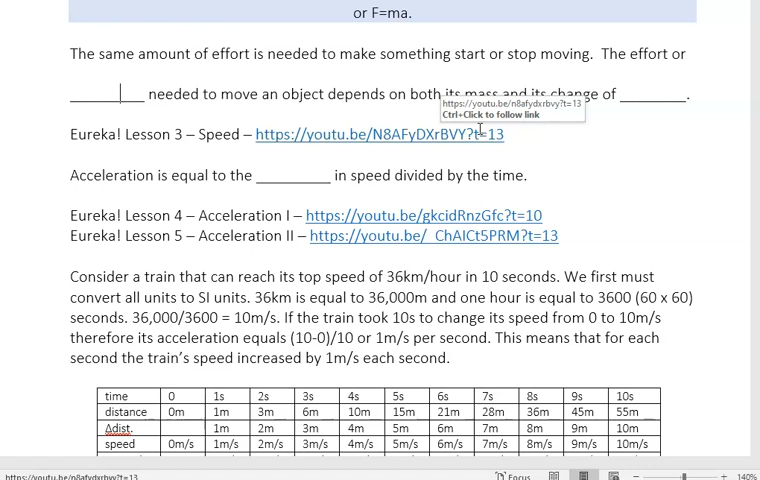 or F=ma.
The same amount of effort is needed to make something start or stop moving. The effort or
__________ needed to move an object depends on both its mass and its change of _________.
https://youtu.be/n8afydxrbvy?t=13
Ctrl+Click to follow link
Eureka! Lesson 3 – Speed – https://youtu.be/N8AFyDXrBVY?t=13
Acceleration is equal to the __________ in speed divided by the time.
Eureka! Lesson 4 – Acceleration I – https://youtu.be/gkcidRnzGfc?t=10
Eureka! Lesson 5 – Acceleration II – https://youtu.be/_ChAICt5PRM?t=13
Consider a train that can reach its top speed of 36km/hour in 10 seconds. We first must
convert all units to SI units. 36km is equal to 36,000m and one hour is equal to 3600 (60 x 60)
seconds. 36,000/3600 = 10m/s. If the train took 10s to change its speed from 0 to 10m/s
therefore its acceleration equals (10-0)/10 or 1m/s per second. This means that for each
second the train’s speed increased by 1m/s each second.
time 0 1s 2s 3s 4s 5s 6s 7s 8s 9s 10s
distance 0m 1m 3m 6m 10m 15m 21m 28m 36m 45m 55m
Δdist. 1m 2m 3m 4m 5m 6m 7m 8m 9m 10m
speed 0m/s 1m/s 2m/s 3m/s 4m/s 5m/s 6m/s 7m/s 8m/s 9m/s 10m/s
https://youtu.be/n8afydxrbvy?t=13 Focus 140%